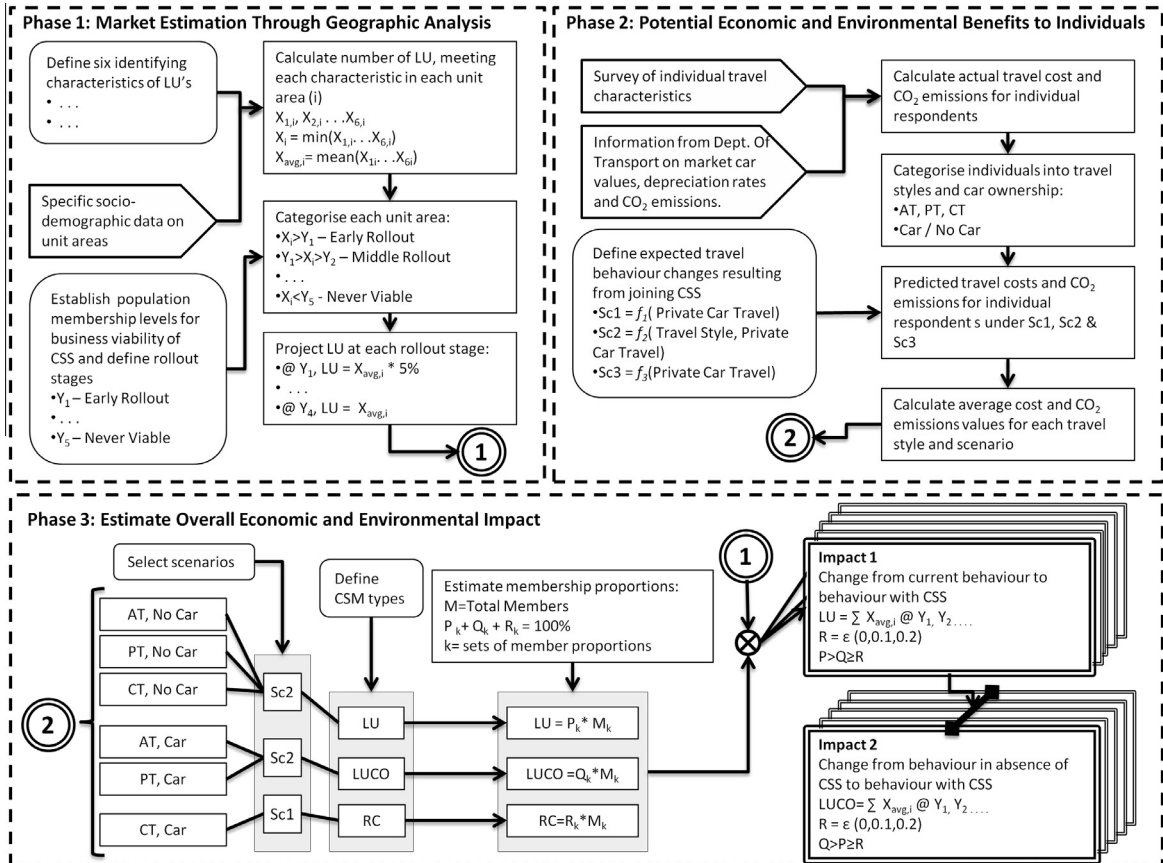 Phase 1: Market Estimation Through Geographic Analysis
Define six identifying
characteristics of LU's
• . . .
• . . .
Specific socio-
demographic data on
unit areas
Establish population
membership levels for
business viability of
CSS and define rollout
stages
•Y1 – Early Rollout
• . . .
•Y5 – Never Viable
Calculate number of LU, meeting
each characteristic in each unit
area (i)
X1,i, X2,i . . .X6,i
Xi = min(X1,i. . .X6,i)
Xavg,i= mean(X1i. . .X6i)
Categorise each unit area:
•Xi>Y1 – Early Rollout
•Y1>Xi>Y2 – Middle Rollout
• . . .
•Xi<Y5 - Never Viable
Project LU at each rollout stage:
•@ Y1, LU = Xavg,i * 5%
• . . .
•@ Y4, LU = Xavg,i
1
Phase 2: Potential Economic and Environmental Benefits to Individuals
Survey of individual travel
characteristics
Information from Dept. Of
Transport on market car
values, depreciation rates
and CO2 emissions.
Define expected travel
behaviour changes resulting
from joining CSS
•Sc1 = f1( Private Car Travel)
•Sc2 = f2( Travel Style, Private
Car Travel)
•Sc3 = f3(Private Car Travel)
Calculate actual travel cost and
CO2 emissions for individual
respondents
Categorise individuals into travel
styles and car ownership:
•AT, PT, CT
•Car / No Car
Predicted travel costs and CO2
emissions for individual
respondent s under Sc1, Sc2 &
Sc3
Calculate average cost and CO2
emissions values for each travel
style and scenario
2
Phase 3: Estimate Overall Economic and Environmental Impact
Select scenarios
Define
CSM types
Estimate membership proportions:
M=Total Members
Pk+ Qk + Rk = 100%
k= sets of member proportions
2
AT, No Car
PT, No Car
CT, No Car
AT, Car
PT, Car
CT, Car
Sc2
Sc2
Sc1
LU
LUCO
RC
LU = Pk* Mk
LUCO =Qk*Mk
RC=Rk*Mk
1
Impact 1
Change from current behaviour to
behaviour with CSS
LU = ∑ Xavg,i @ Y1, Y2 . . . .
R = ε (0,0.1,0.2)
P>Q≥R
Impact 2
Change from behaviour in absence of
CSS to behaviour with CSS
LUCO= ∑ Xavg,i @ Y1, Y2 . . . .
R = ε (0,0.1,0.2)
Q>P≥R